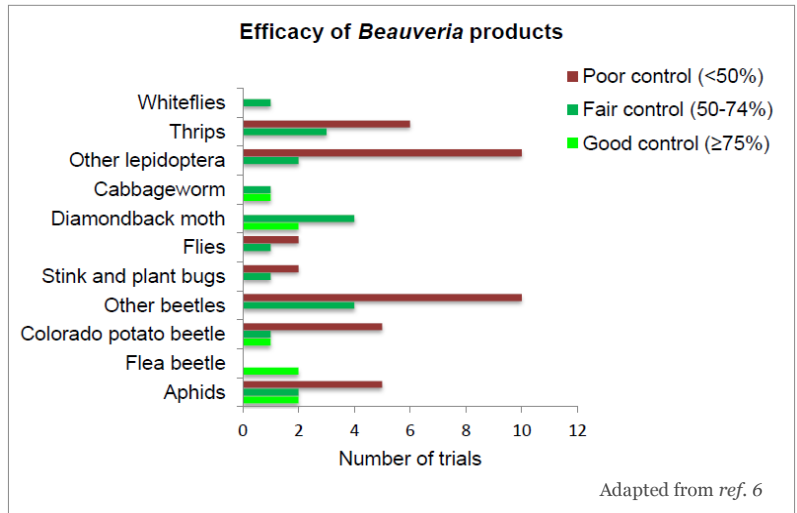 Efficacy of Beauveria products
Poor control (<50%)
Fair control (50-74%)
Good control (≥75%)
Whiteflies
Thrips
Other lepidoptera
Cabbageworm
Diamondback moth
Flies
Stink and plant bugs
Other beetles
Colorado potato beetle
Flea beetle
Aphids
0 2 4 6 8 10 12
Number of trials
Adapted from ref. 6